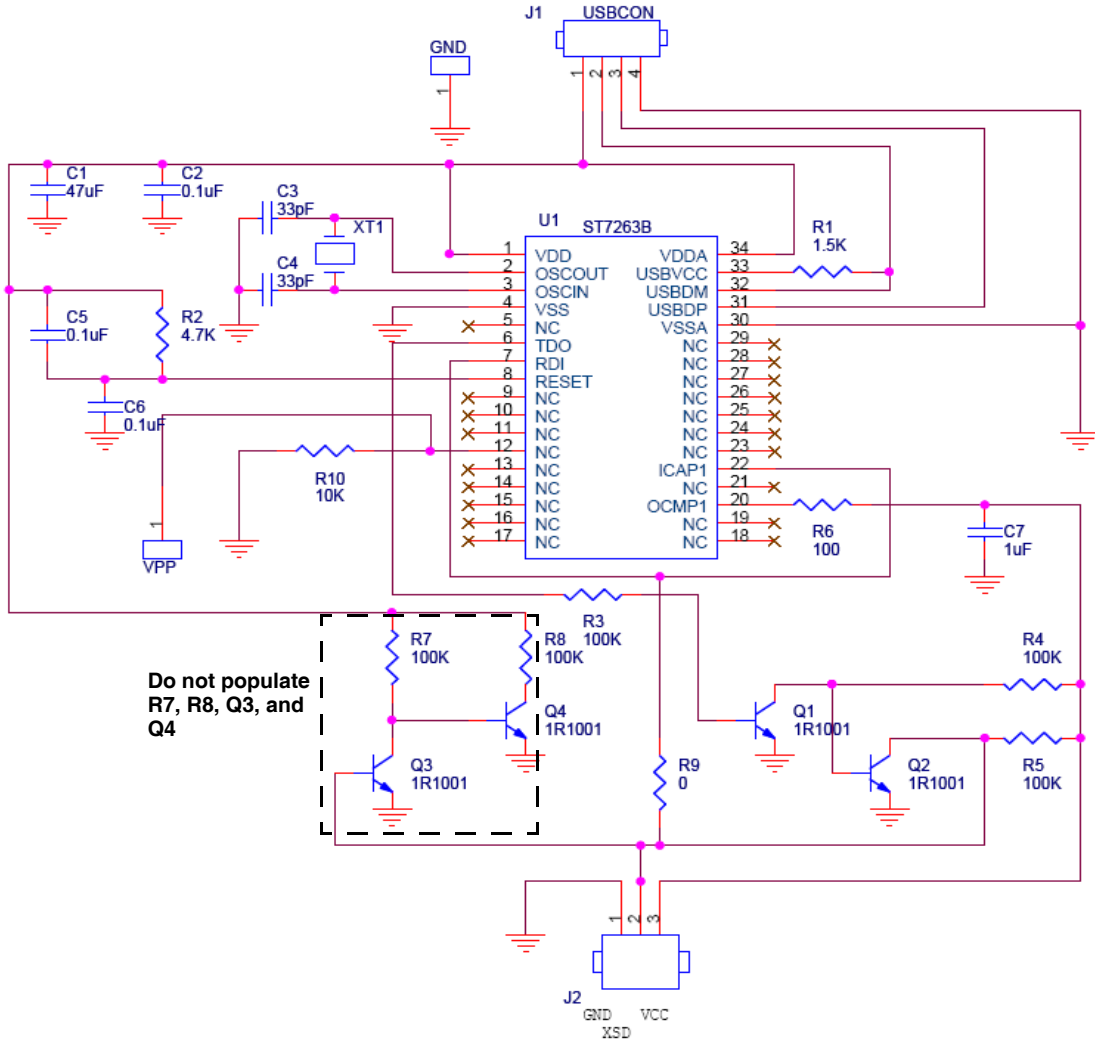 J1 USBCON
GND
1
1 2 3 4
C1
47uF
C2
0.1uF
C3
33pF
XT1
C4
33pF
U1 ST7263B
R1
1.5K
1 VDD
2 OSCOUT
3 OSCIN
4 VSS
5 NC
6 TDO
7 RDI
8 RESET
9 NC
10 NC
11 NC
12 NC
13 NC
14 NC
15 NC
16 NC
17 NC
VDDA 34
USBVCC 33
USBDM 32
USBDP 31
VSSA 30
NC 29
NC 28
NC 27
NC 26
NC 25
NC 24
NC 23
ICAP1 22
NC 21
OCMP1 20
NC 19
NC 18
C5
0.1uF
R2
4.7K
C6
0.1uF
R10
10K
1
VPP
R6
100
C7
1uF
R3
100K
R7
100K
R8
100K
R4
100K
Do not populate
R7, R8, Q3, and
Q4
Q4
1R1001
Q1
1R1001
Q3
1R1001
R9
0
Q2
1R1001
R5
100K
1 2 3
J2
GND VCC
XSD